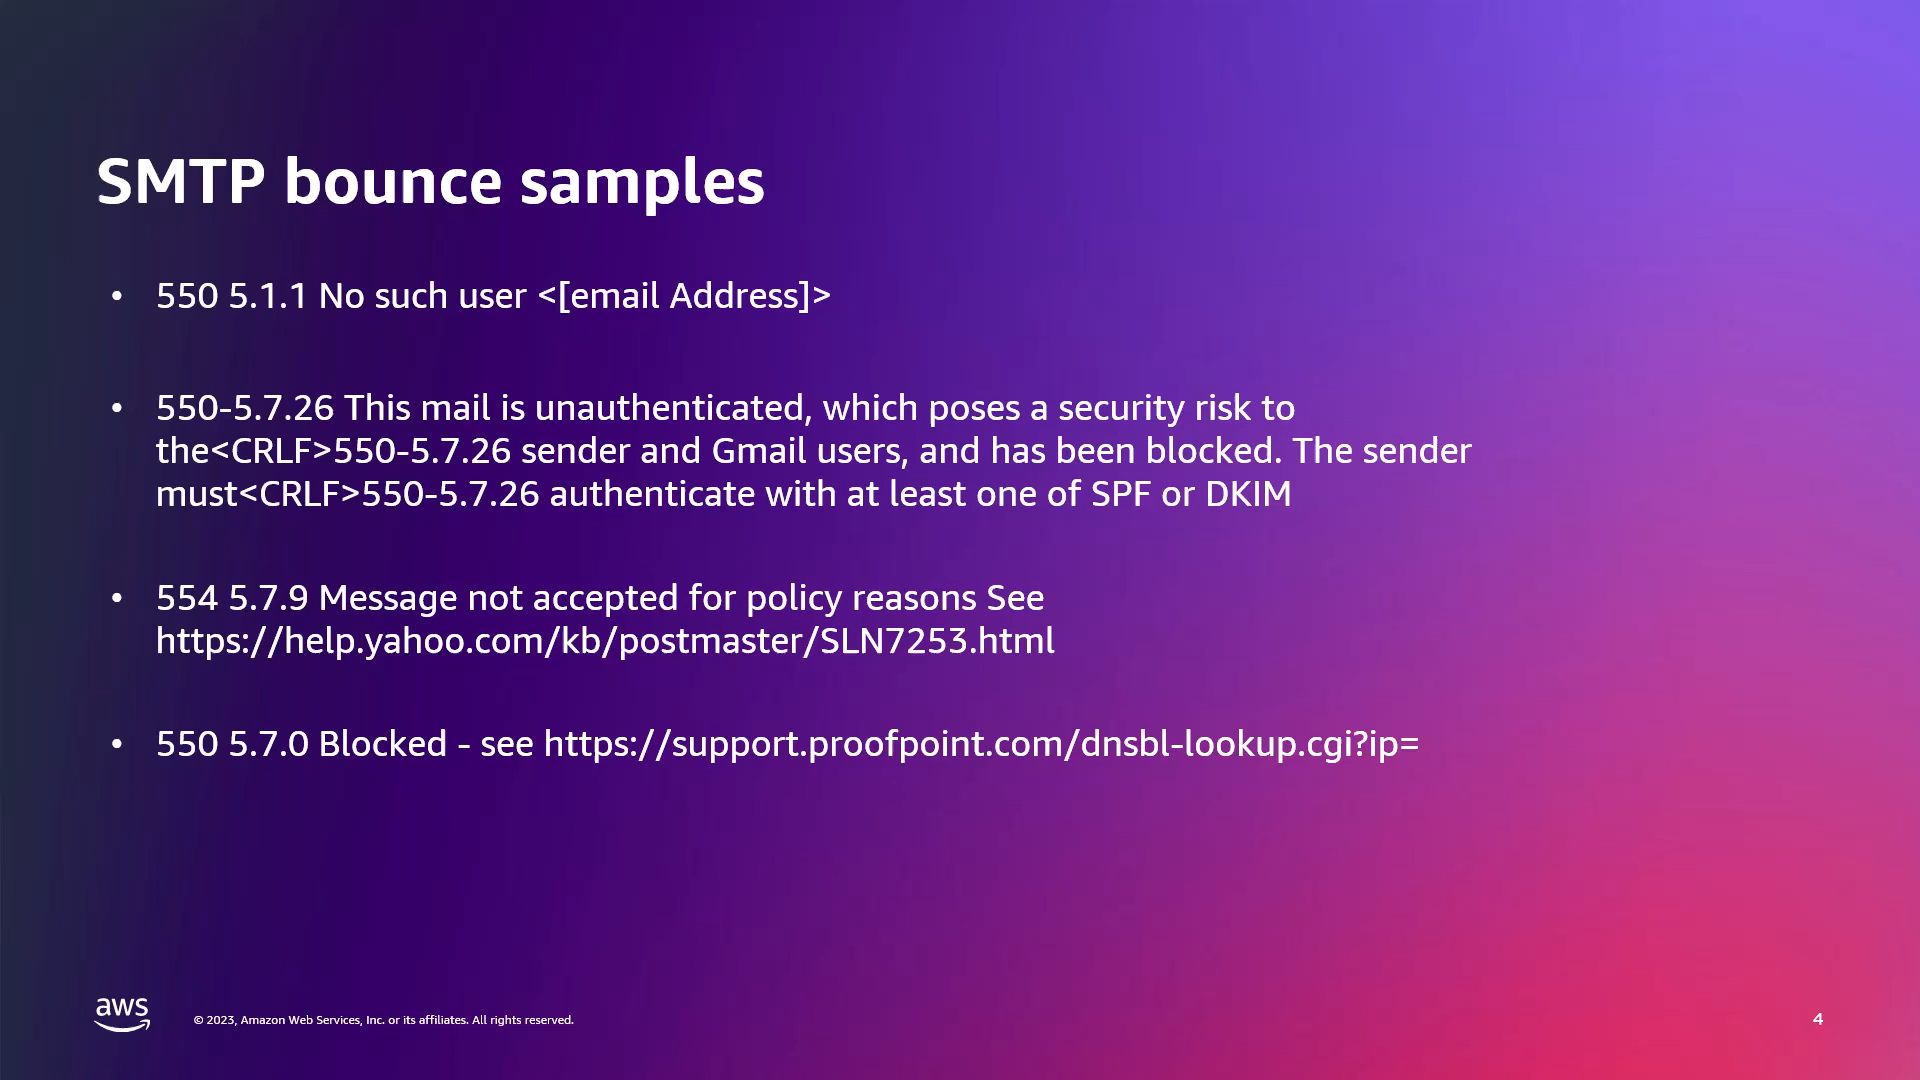 SMTP bounce samples
• 550 5.1.1 No such user <[email Address]>
• 550-5.7.26 This mail is unauthenticated, which poses a security risk to
the<CRLF>550-5.7.26 sender and Gmail users, and has been blocked. The sender
must<CRLF>550-5.7.26 authenticate with at least one of SPF or DKIM
• 554 5.7.9 Message not accepted for policy reasons See
https://help.yahoo.com/kb/postmaster/SLN7253.html
• 550 5.7.0 Blocked - see https://support.proofpoint.com/dnsbl-lookup.cgi?ip=
aws
© 2023, Amazon Web Services, Inc. or its affiliates. All rights reserved.
4